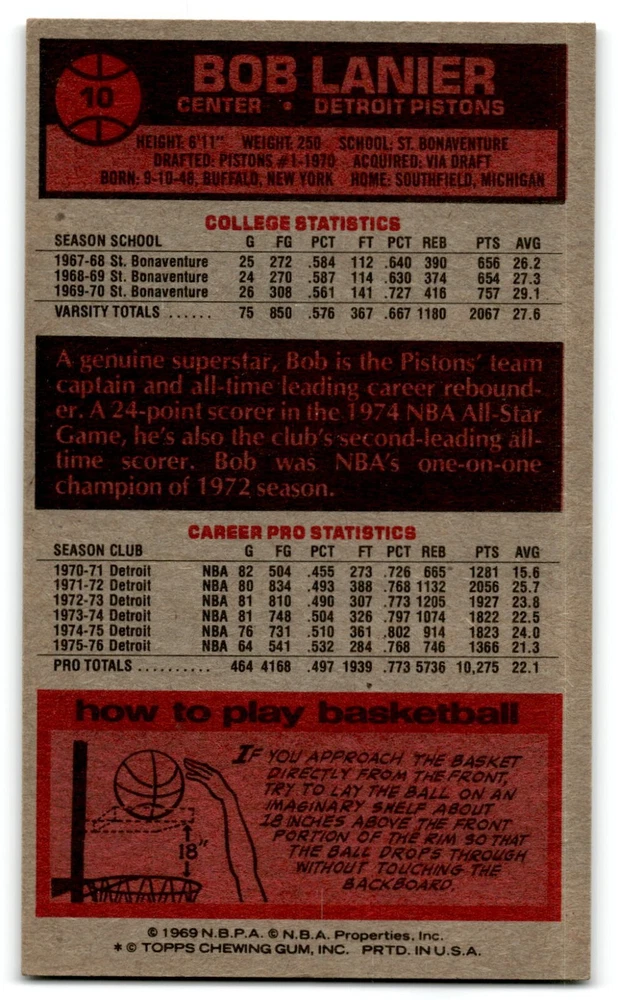 10
BOB LANIER
CENTER • DETROIT PISTONS
HEIGHT: 6'11" WEIGHT: 250 SCHOOL: ST. BONAVENTURE
DRAFTED: PISTONS #1-1970 ACQUIRED: VIA DRAFT
BORN: 9-10-48, BUFFALO, NEW YORK HOME: SOUTHFIELD, MICHIGAN
COLLEGE STATISTICS
SEASON SCHOOL G FG PCT FT PCT REB PTS AVG
1967-68 St. Bonaventure 25 272 .584 112 .640 390 656 26.2
1968-69 St. Bonaventure 24 270 .587 114 .630 374 654 27.3
1969-70 St. Bonaventure 26 308 .561 141 .727 416 757 29.1
VARSITY TOTALS ...... 75 850 .576 367 .667 1180 2067 27.6
A genuine superstar, Bob is the Pistons' team
captain and all-time leading career rebound-
er. A 24-point scorer in the 1974 NBA All-Star
Game, he's also the club's second-leading all-
time scorer. Bob was NBA's one-on-one
champion of 1972 season.
CAREER PRO STATISTICS
SEASON CLUB G FG PCT FT PCT REB PTS AVG
1970-71 Detroit NBA 82 504 .455 273 .726 665 1281 15.6
1971-72 Detroit NBA 80 834 .493 388 .768 1132 2056 25.7
1972-73 Detroit NBA 81 810 .490 307 .773 1205 1927 23.8
1973-74 Detroit NBA 81 748 .504 326 .797 1074 1822 22.5
1974-75 Detroit NBA 76 731 .510 361 .802 914 1823 24.0
1975-76 Detroit NBA 64 541 .532 284 .768 746 1366 21.3
PRO TOTALS .......... 464 4168 .497 1939 .773 5736 10,275 22.1
how to play basketball
IF YOU APPROACH THE BASKET
DIRECTLY FROM THE FRONT,
TRY TO LAY THE BALL ON AN
IMAGINARY SHELF ABOUT
18 INCHES ABOVE THE FRONT
PORTION OF THE RIM SO THAT
THE BALL DROPS THROUGH
WITHOUT TOUCHING THE
BACKBOARD.
18"
© 1969 N.B.P.A. © N.B.A. Properties, Inc.
* © TOPPS CHEWING GUM, INC. PRTD. IN U.S.A.